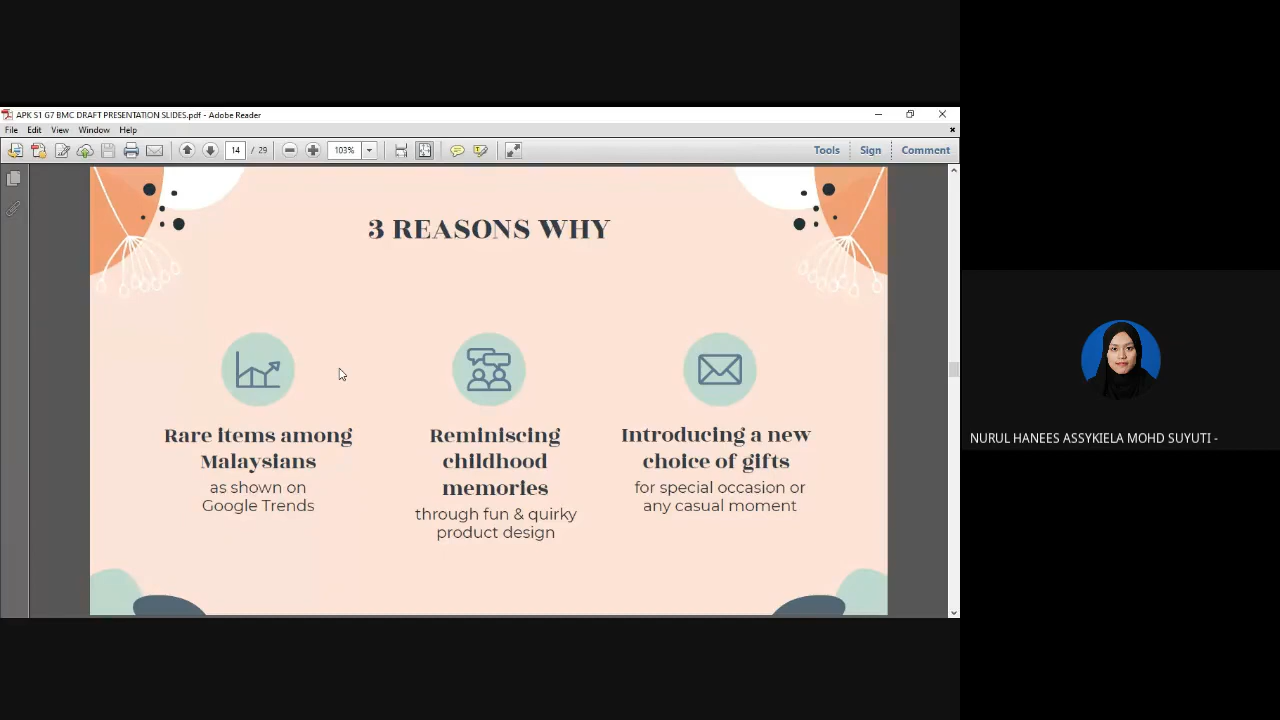 APK S1 G7 BMC DRAFT PRESENTATION SLIDES.pdf - Adobe Reader
File Edit View Window Help
14 / 29 103% Tools Sign Comment
3 REASONS WHY
Rare items among
Malaysians
as shown on
Google Trends
Reminiscing
childhood
memories
through fun & quirky
product design
Introducing a new
choice of gifts
for special occasion or
any casual moment
NURUL HANEES ASSYKIELA MOHD SUYUTI -